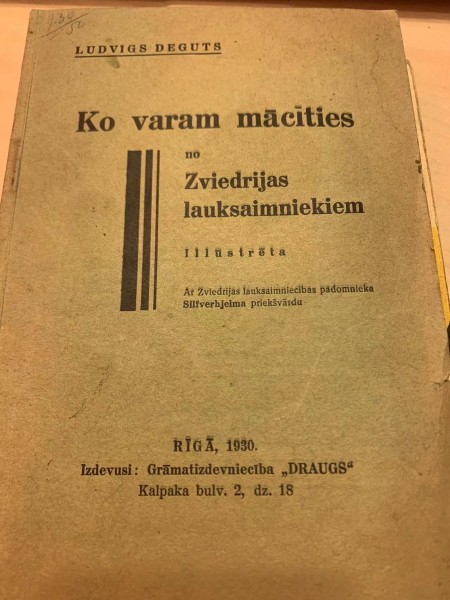 LUDVIGS DEGUTS
Ko varam mācīties
no
Zviedrijas
lauksaimniekiem
Illūstrēta
Ar Zviedrijas lauksaimniecības padomnieka
Silfverhjelma priekšvārdu
RĪGĀ, 1930.
Izdevusi: Grāmatizdevniecība „DRAUGS“
Kalpaka bulv. 2, dz. 18